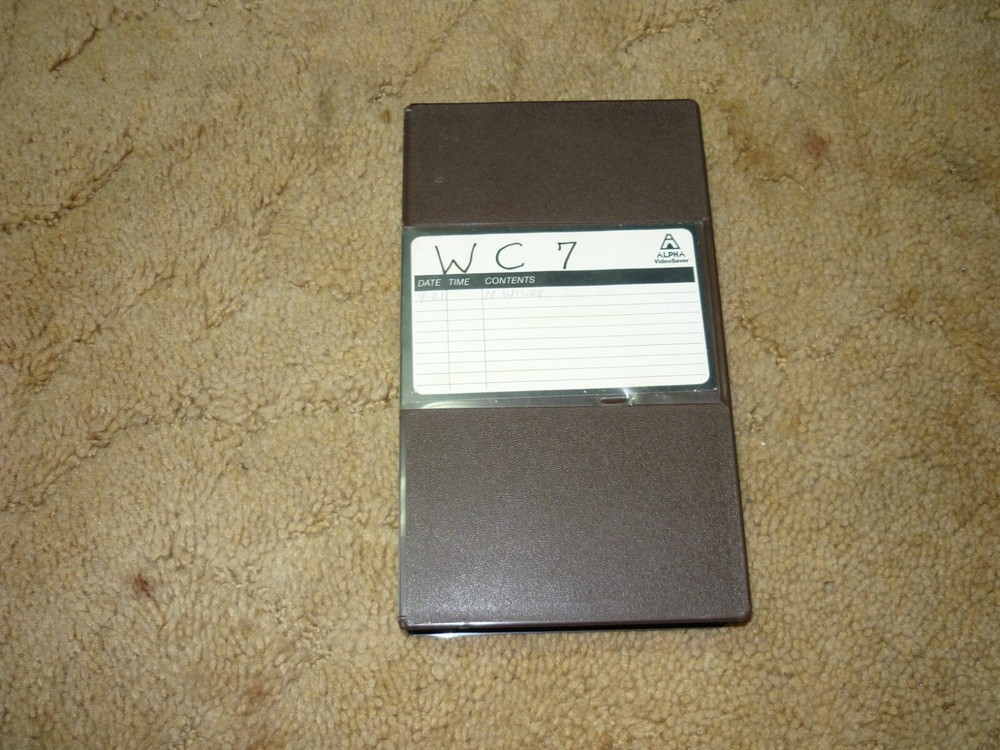 WC 7
ALPHA
VideoSaver
DATE TIME CONTENTS